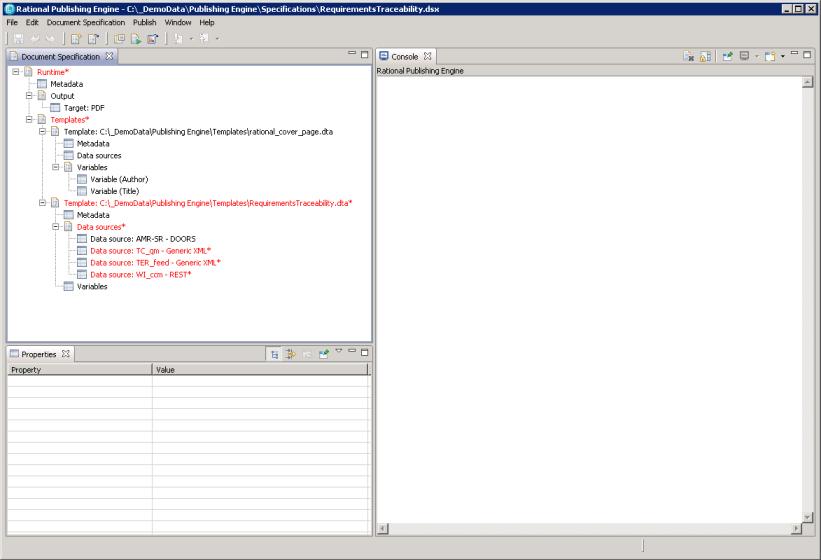 Rational Publishing Engine - C:\_DemoData\Publishing Engine\Specifications\RequirementsTraceability.dsx
File Edit Document Specification Publish Window Help
Document Specification
Runtime*
Metadata
Output
Target: PDF
Templates*
Template: C:\_DemoData\Publishing Engine\Templates\rational_cover_page.dta
Metadata
Data sources
Variables
Variable (Author)
Variable (Title)
Template: C:\_DemoData\Publishing Engine\Templates\RequirementsTraceability.dta*
Metadata
Data sources*
Data source: AMR-SR - DOORS
Data source: TC_qm - Generic XML*
Data source: TER_feed - Generic XML*
Data source: WI_ccm - REST*
Variables
Properties
Property Value
Console
Rational Publishing Engine